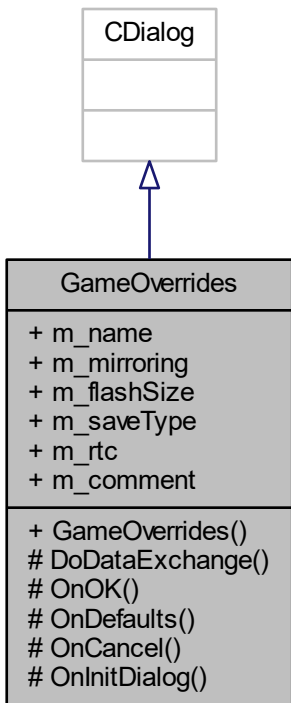 CDialog
GameOverrides
+ m_name
+ m_mirroring
+ m_flashSize
+ m_saveType
+ m_rtc
+ m_comment
+ GameOverrides()
# DoDataExchange()
# OnOK()
# OnDefaults()
# OnCancel()
# OnInitDialog()